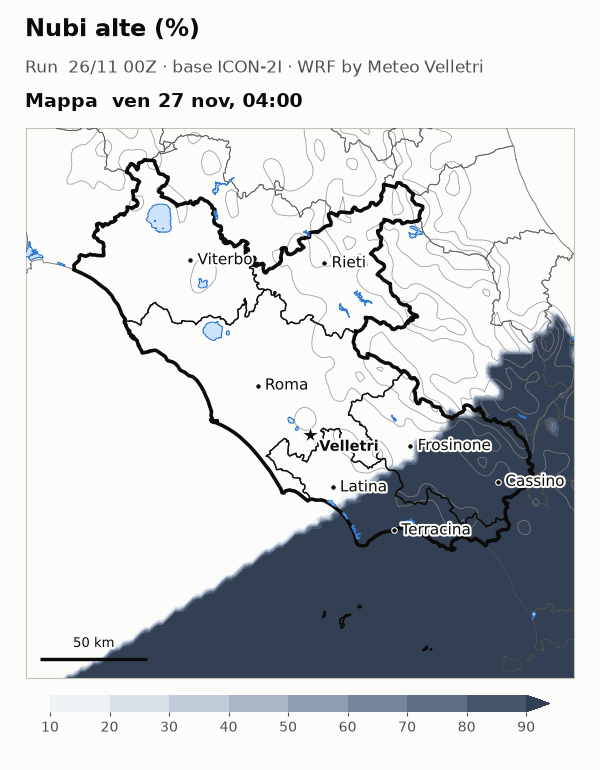 Nubi alte (%)
Run  26/11 00Z · base ICON-2I · WRF by Meteo Velletri
Mappa  ven 27 nov, 04:00
Viterbo
Rieti
Roma
Velletri
Frosinone
Latina
Cassino
Terracina
50 km
10 20 30 40 50 60 70 80 90